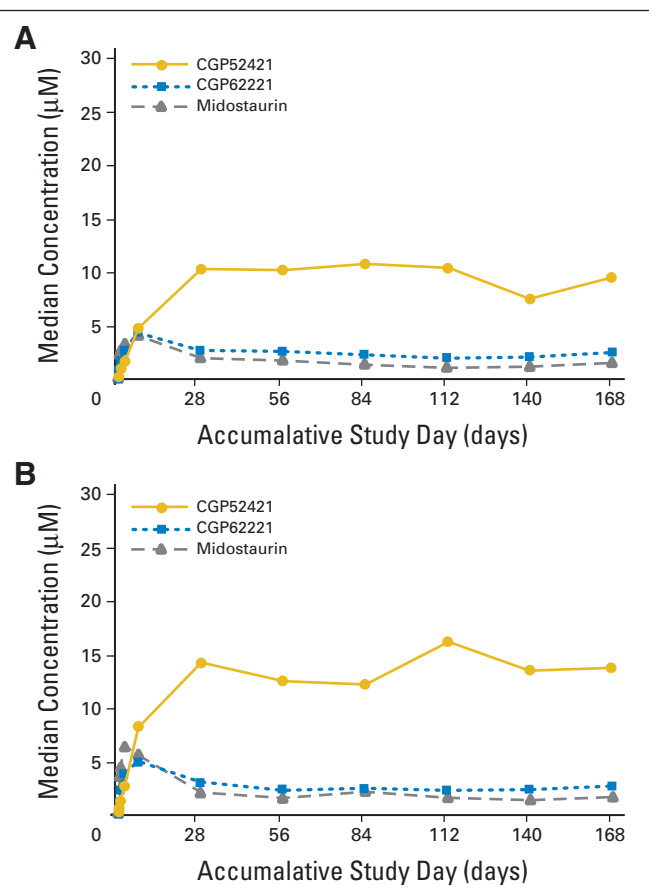 A
30
25
20
15
10
5
0
Median Concentration (μM)
CGP52421
CGP62221
Midostaurin
28 56 84 112 140 168
Accumalative Study Day (days)
B
30
25
20
15
10
5
0
Median Concentration (μM)
CGP52421
CGP62221
Midostaurin
28 56 84 112 140 168
Accumalative Study Day (days)